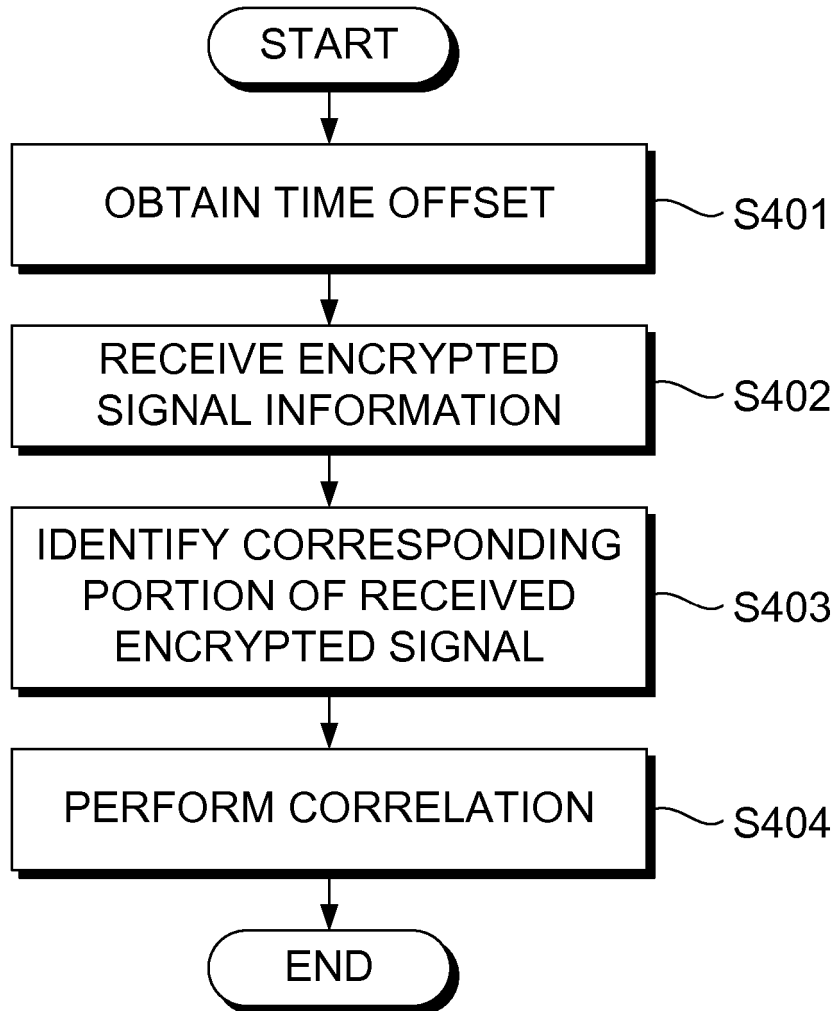 START
OBTAIN TIME OFFSET
S401
RECEIVE ENCRYPTED
SIGNAL INFORMATION
S402
IDENTIFY CORRESPONDING
PORTION OF RECEIVED
ENCRYPTED SIGNAL
S403
PERFORM CORRELATION
S404
END